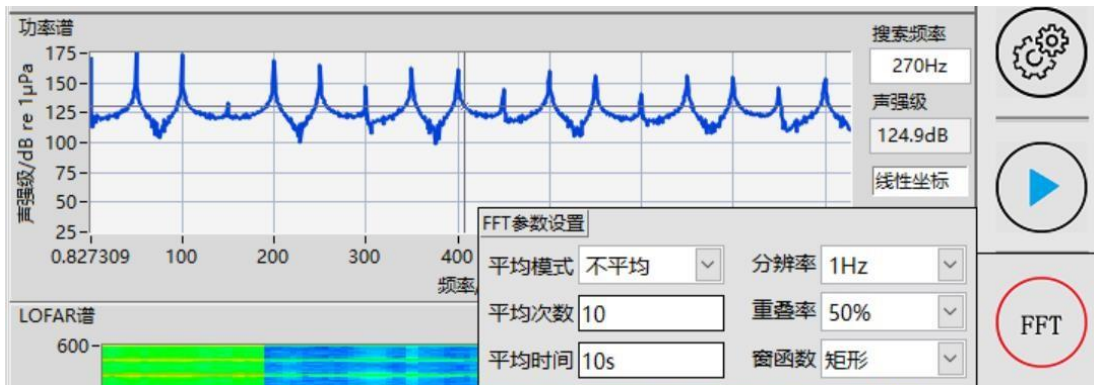 功率谱
声强级/dB re 1μPa
175
150
125
100
75
50
25
0.827309
100
200
300
400
频率/
搜索频率
270Hz
声强级
124.9dB
线性坐标
FFT参数设置
平均模式 不平均
分辨率 1Hz
平均次数 10
重叠率 50%
平均时间 10s
窗函数 矩形
FFT
LOFAR谱
600